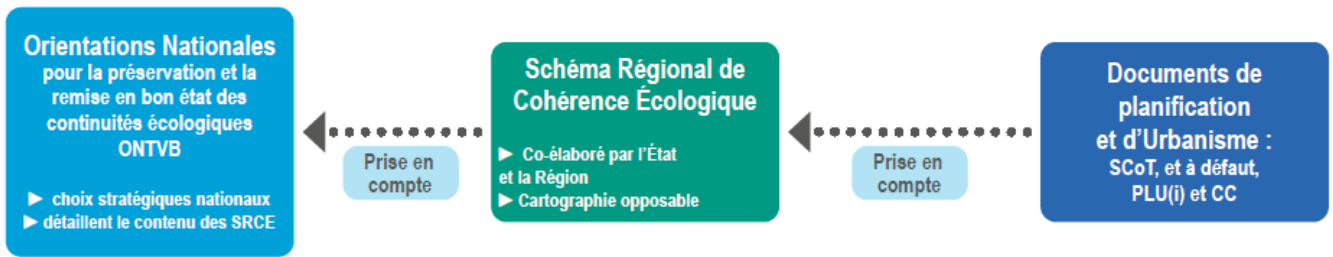 Orientations Nationales
pour la préservation et la
remise en bon état des
continuités écologiques
ONTVB
► choix stratégiques nationaux
► détaillent le contenu des SRCE
Prise en
compte
Schéma Régional de
Cohérence Écologique
► Co-élaboré par l'État
et la Région
► Cartographie opposable
Prise en
compte
Documents de
planification
et d'Urbanisme :
SCoT, et à défaut,
PLU(i) et CC